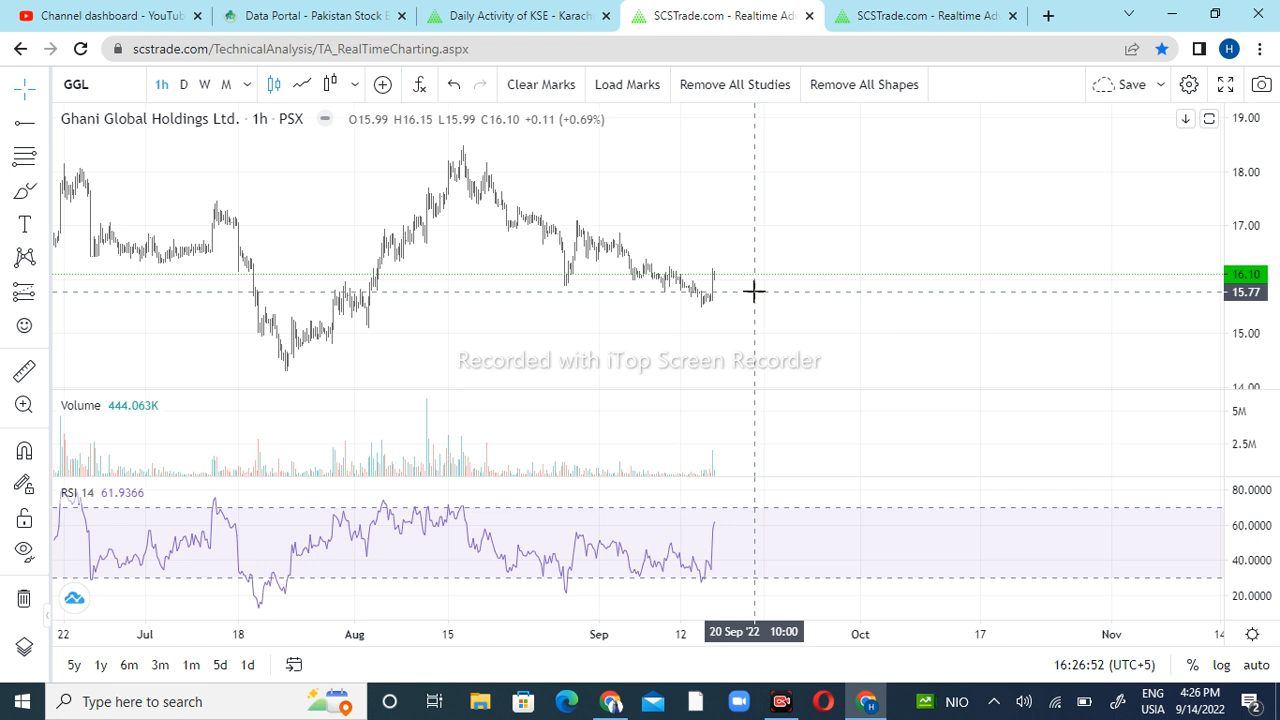 Channel dashboard - YouTub
Data Portal - Pakistan Stock E
Daily Activity of KSE - Karach
SCSTrade.com - Realtime Ad
SCSTrade.com - Realtime Adv
scstrade.com/TechnicalAnalysis/TA_RealTimeCharting.aspx
H
GGL
1h D W M
Clear Marks
Load Marks
Remove All Studies
Remove All Shapes
Save
Ghani Global Holdings Ltd. · 1h · PSX
O15.99 H16.15 L15.99 C16.10 +0.11 (+0.69%)
19.00
18.00
17.00
16.10
15.77
15.00
14.00
Recorded with iTop Screen Recorder
Volume 444.063K
5M
2.5M
RSI 14 61.9366
80.0000
60.0000
40.0000
20.0000
22 Jul 18 Aug 15 Sep 12 20 Sep '22 10:00 Oct 17 Nov 14
5y 1y 6m 3m 1m 5d 1d
16:26:52 (UTC+5) % log auto
Type here to search
NIO
ENG
USIA
4:26 PM
9/14/2022
2